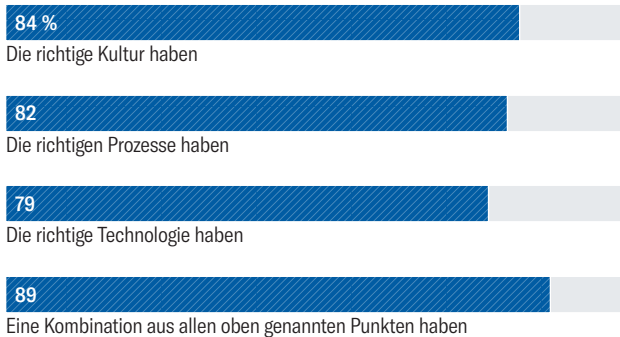 84 %
Die richtige Kultur haben
82
Die richtigen Prozesse haben
79
Die richtige Technologie haben
89
Eine Kombination aus allen oben genannten Punkten haben